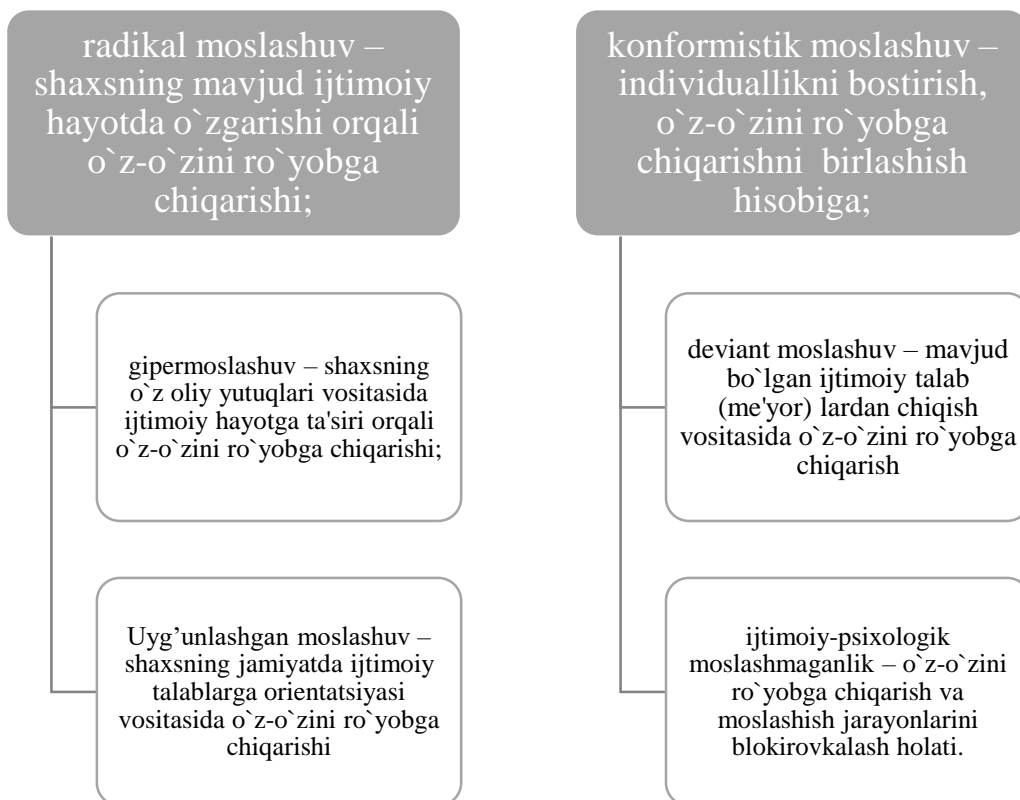 radikal moslashuv –
shaxsning mavjud ijtimoiy
hayotda o`zgarishi orqali
o`z-o`zini ro`yobga
chiqarishi;
gipermoslashuv – shaxsning
o`z oliy yutuqlari vositasida
ijtimoiy hayotga ta'siri orqali
o`z-o`zini ro`yobga chiqarishi;
Uyg’unlashgan moslashuv –
shaxsning jamiyatda ijtimoiy
talablarga orientatsiyasi
vositasida o`z-o`zini ro`yobga
chiqarishi
konformistik moslashuv –
individuallikni bostirish,
o`z-o`zini ro`yobga
chiqarishni birlashish
hisobiga;
deviant moslashuv – mavjud
bo`lgan ijtimoiy talab
(me'yor) lardan chiqish
vositasida o`z-o`zini ro`yobga
chiqarish
ijtimoiy-psixologik
moslashmaganlik – o`z-o`zini
ro`yobga chiqarish va
moslashish jarayonlarini
blokirovkalash holati.